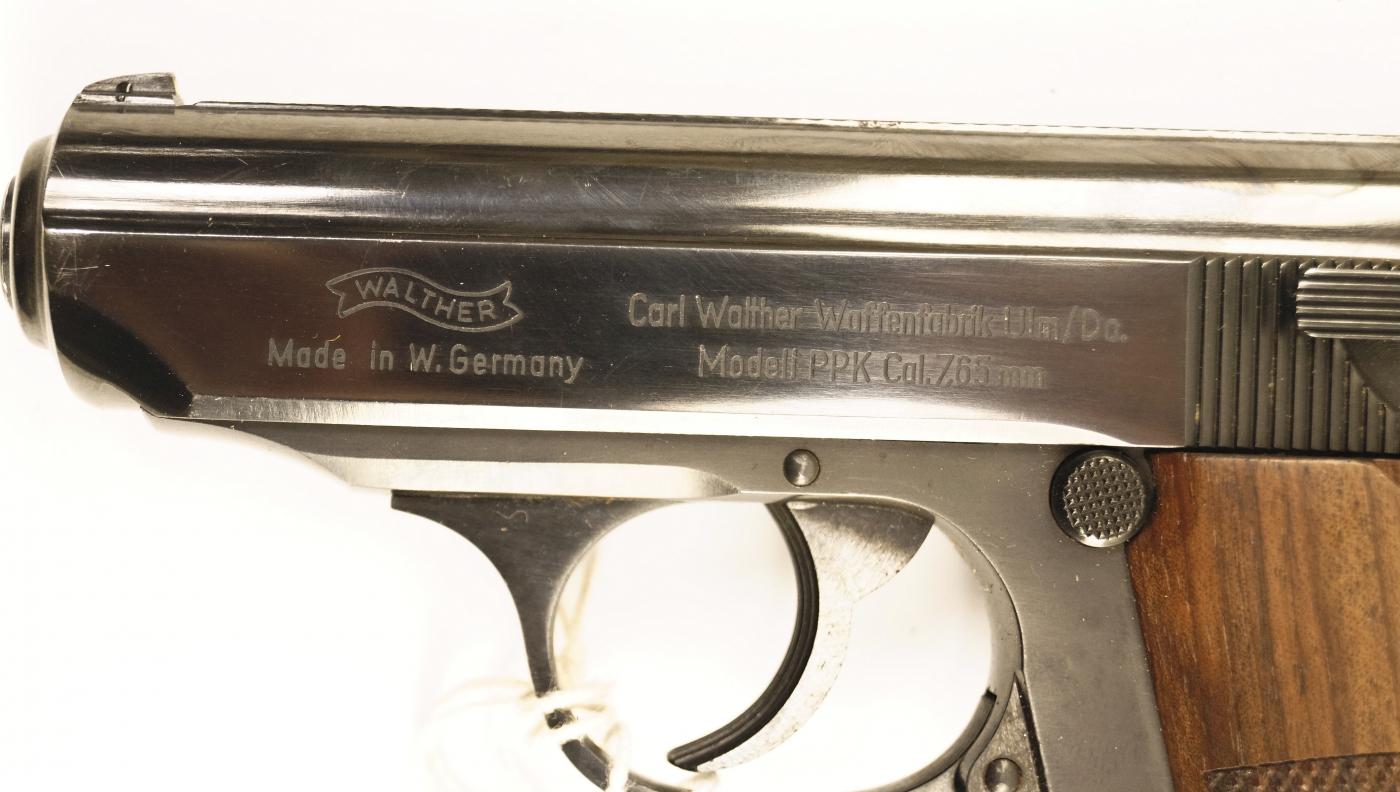 WALTHER
Made in W. Germany
Carl Walther Waffenfabrik Ulm/Do.
Modell PPK Cal. 7,65 mm